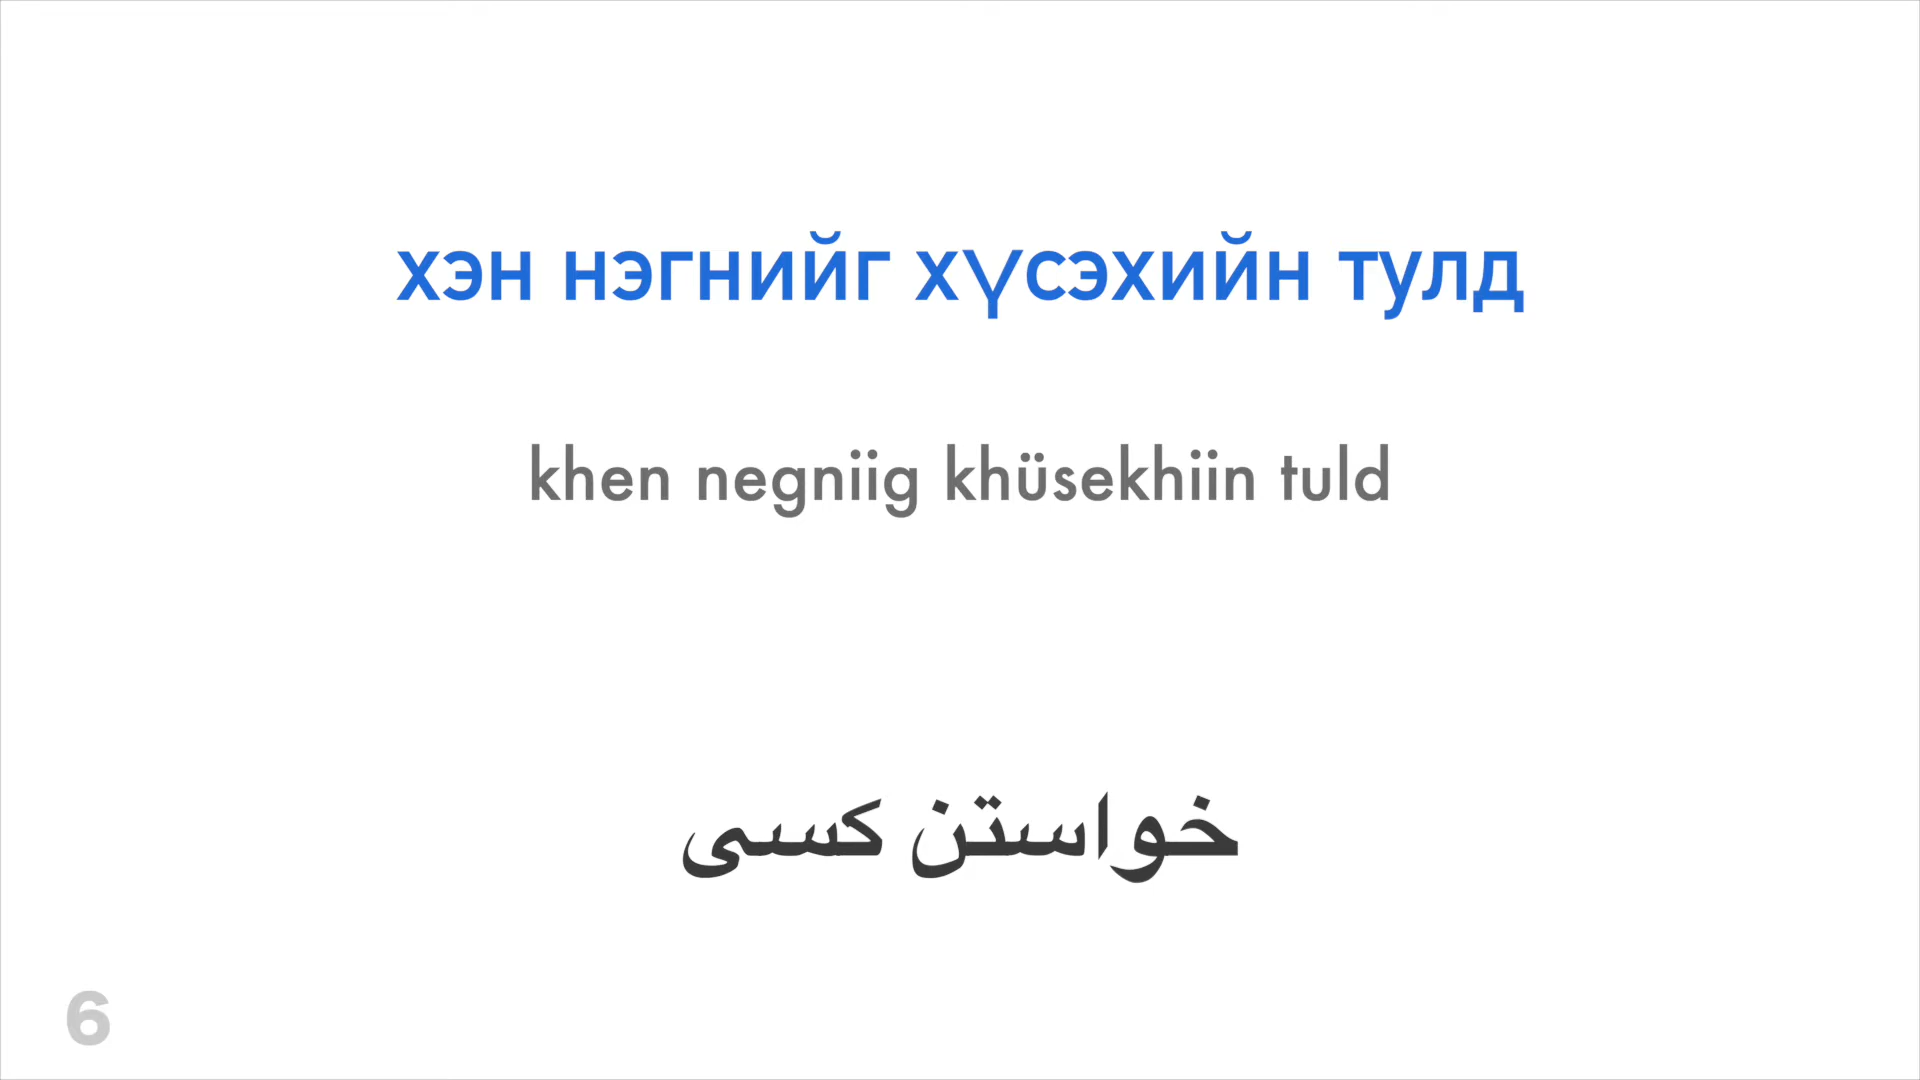 хэн нэгнийг хүсэхийн тулд
khen negniig khüsekhiin tuld
خواستن کسی
6